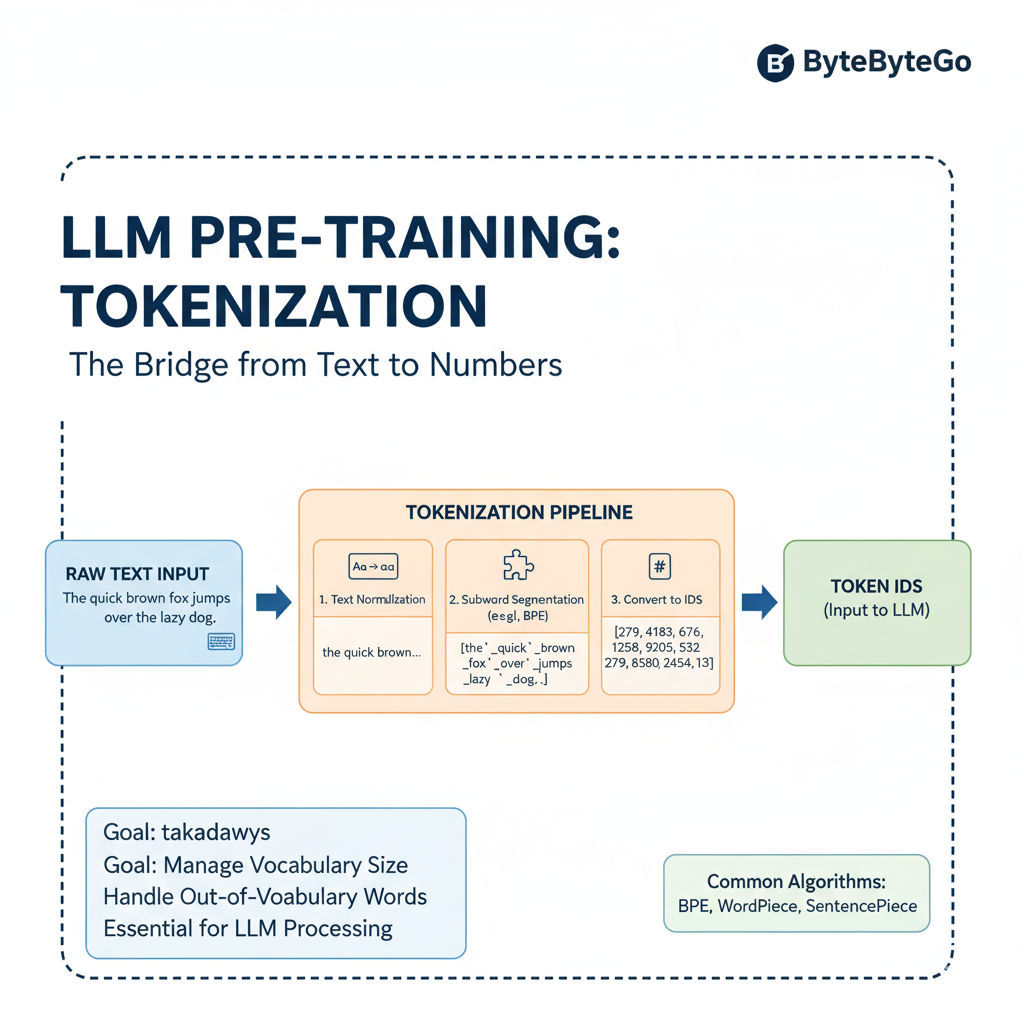 ByteByteGo
LLM PRE-TRAINING:
TOKENIZATION
The Bridge from Text to Numbers
TOKENIZATION PIPELINE
RAW TEXT INPUT
The quick brown fox jumps
over the lazy dog.
Aa → aa
1. Text Normllization
the quick brown...
2. Subword Segnentation
(esgl, BPE)
[the' _quick' _brown
_fox' _over' _jumps
_lazy ' _dog, .]
#
3. Convert to IDS
[279, 4183, 676,
1258, 9205, 532
279, 8580, 2454, 13]
TOKEN IDS
(Input to LLM)
Goal: takadawys
Goal: Manage Vocabulary Size
Handle Out-of-Voabulary Words
Essential for LLM Processing
Common Algorithms:
BPE, WordPiece, SentencePiece